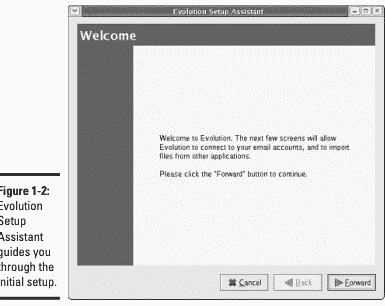 Evolution Setup Assistant
Welcome
Welcome to Evolution. The next few screens will allow
Evolution to connect to your email accounts, and to import
files from other applications.
Please click the "Forward" button to continue.
Cancel
Back
Forward
Figure 1-2:
Evolution
Setup
Assistant
guides you
through the
initial setup.